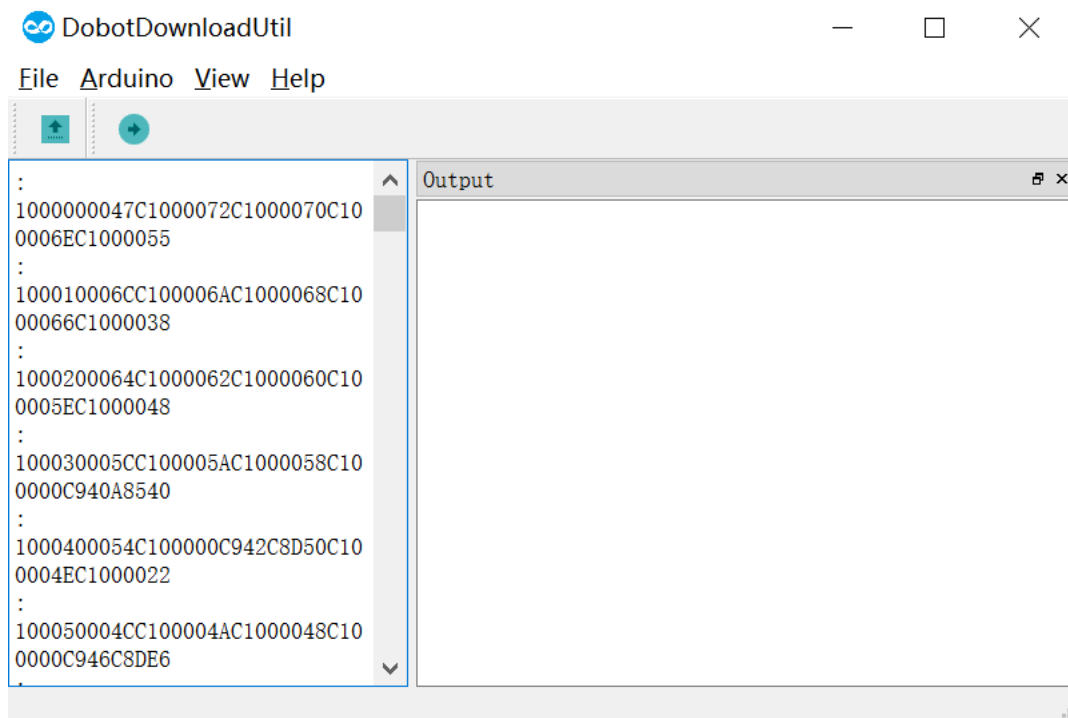 DobotDownloadUtil
File Arduino View Help
:
1000000047C1000072C1000070C10
0006EC1000055
:
100010006CC100006AC1000068C10
00066C1000038
:
1000200064C1000062C1000060C10
0005EC1000048
:
100030005CC100005AC1000058C10
0000C940A8540
:
1000400054C100000C942C8D50C10
0004EC1000022
:
100050004CC100004AC1000048C10
0000C946C8DE6
Output